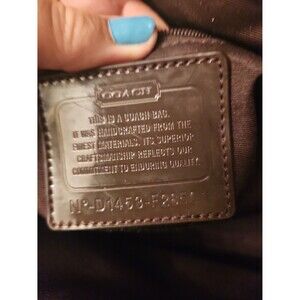 COACH
THIS IS A COACH BAG.
IT WAS HANDCRAFTED FROM THE
FINEST MATERIALS. ITS SUPERIOR
CRAFTSMANSHIP REFLECTS OUR
COMMITMENT TO ENDURING QUALITY.
Nº